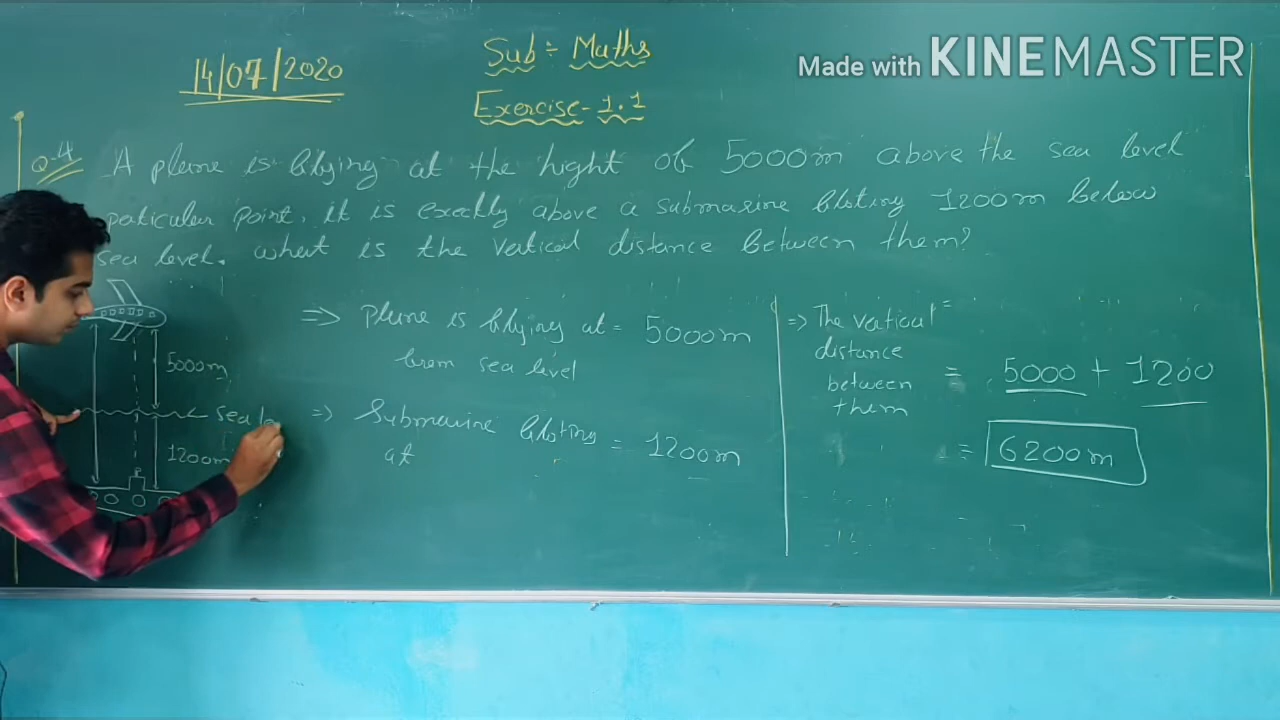 Made with KINEMASTER
14/07/2020
Sub÷ Maths
Exercise-1.1
Q-4 A plane is flying at the hight of 5000m above the sea level
paticular point, it is exactly above a submarine floting 1200m below
sea level. what is the vertical distance between them?
5000m
sea le
1200m
⇒ Plane is flying at = 5000m
from sea level
⇒ Submarine floting = 1200m
at
⇒ The vertical =
distance
between
them
= 5000 + 1200
= 6200m